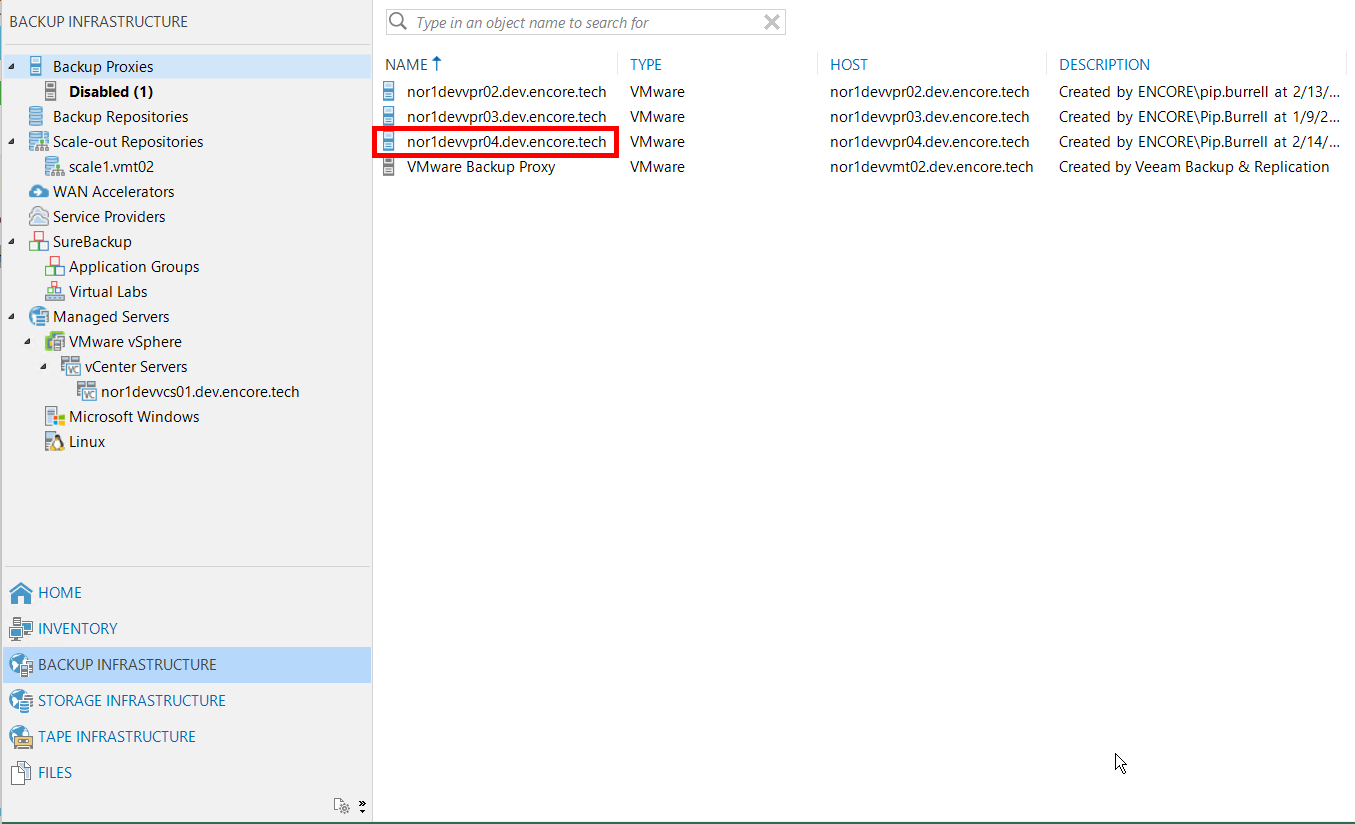 BACKUP INFRASTRUCTURE
Backup Proxies
Disabled (1)
Backup Repositories
Scale-out Repositories
scale1.vmt02
WAN Accelerators
Service Providers
SureBackup
Application Groups
Virtual Labs
Managed Servers
VMware vSphere
vCenter Servers
nor1devvcs01.dev.encore.tech
Microsoft Windows
Linux
HOME
INVENTORY
BACKUP INFRASTRUCTURE
STORAGE INFRASTRUCTURE
TAPE INFRASTRUCTURE
FILES
Type in an object name to search for
NAME TYPE HOST DESCRIPTION
nor1devvpr02.dev.encore.tech VMware nor1devvpr02.dev.encore.tech Created by ENCORE\pip.burrell at 2/13/...
nor1devvpr03.dev.encore.tech VMware nor1devvpr03.dev.encore.tech Created by ENCORE\Pip.Burrell at 1/9/2...
nor1devvpr04.dev.encore.tech VMware nor1devvpr04.dev.encore.tech Created by ENCORE\Pip.Burrell at 2/14/...
VMware Backup Proxy VMware nor1devvmt02.dev.encore.tech Created by Veeam Backup & Replication